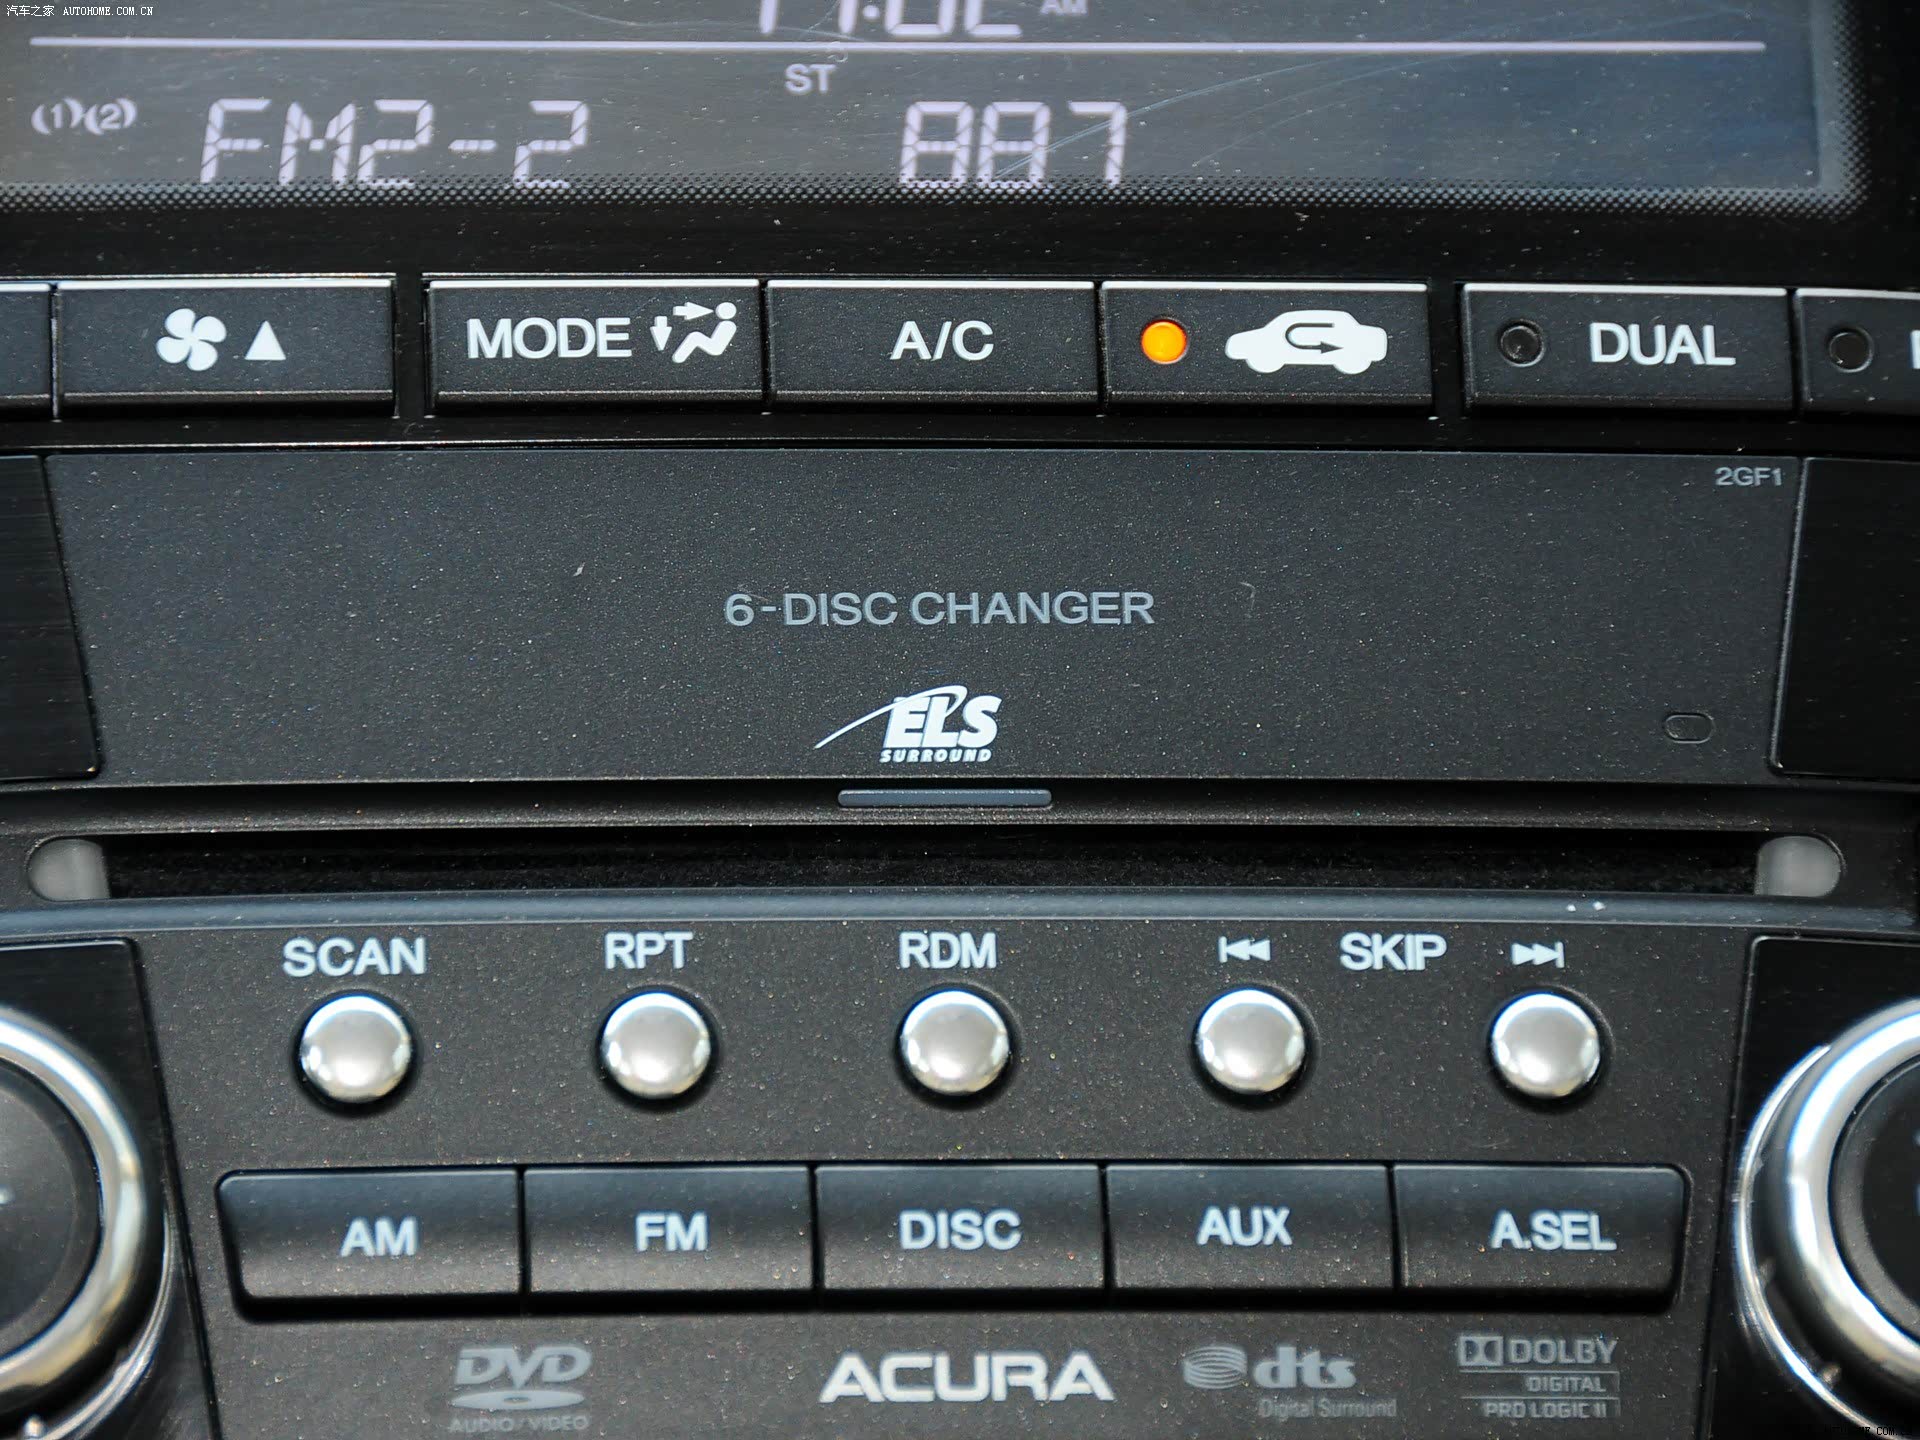 汽车之家 AUTOHOME.COM.CN
AM
ST
(1)(2) FM2-2 887
MODE A/C DUAL
2GF1
6-DISC CHANGER
ELS
SURROUND
SCAN RPT RDM SKIP
AM FM DISC AUX A.SEL
DVD
AUDIO/VIDEO
ACURA
dts
Digital Surround
DOLBY
DIGITAL
PRO LOGIC II